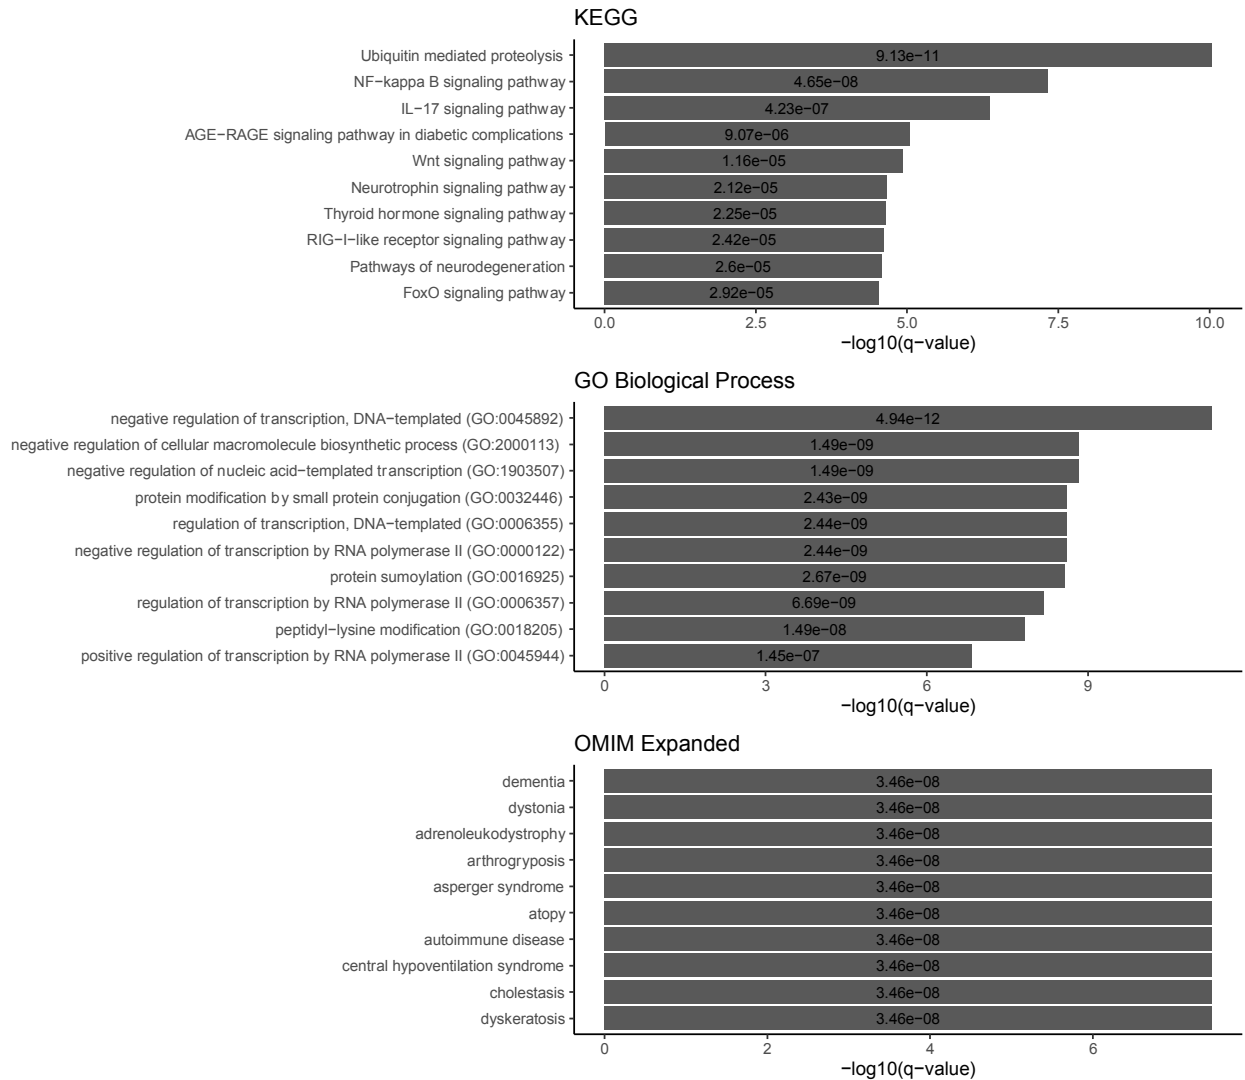 KEGG
Ubiquitin mediated proteolysis 9.13e−11
NF−kappa B signaling pathway 4.65e−08
IL−17 signaling pathway 4.23e−07
AGE−RAGE signaling pathway in diabetic complications 9.07e−06
Wnt signaling pathway 1.16e−05
Neurotrophin signaling pathway 2.12e−05
Thyroid hormone signaling pathway 2.25e−05
RIG−I−like receptor signaling pathway 2.42e−05
Pathways of neurodegeneration 2.6e−05
FoxO signaling pathway 2.92e−05
0.0 2.5 5.0 7.5 10.0
−log10(q−value)
GO Biological Process
negative regulation of transcription, DNA−templated (GO:0045892) 4.94e−12
negative regulation of cellular macromolecule biosynthetic process (GO:2000113) 1.49e−09
negative regulation of nucleic acid−templated transcription (GO:1903507) 1.49e−09
protein modification by small protein conjugation (GO:0032446) 2.43e−09
regulation of transcription, DNA−templated (GO:0006355) 2.44e−09
negative regulation of transcription by RNA polymerase II (GO:0000122) 2.44e−09
protein sumoylation (GO:0016925) 2.67e−09
regulation of transcription by RNA polymerase II (GO:0006357) 6.69e−09
peptidyl−lysine modification (GO:0018205) 1.49e−08
positive regulation of transcription by RNA polymerase II (GO:0045944) 1.45e−07
0 3 6 9
−log10(q−value)
OMIM Expanded
dementia 3.46e−08
dystonia 3.46e−08
adrenoleukodystrophy 3.46e−08
arthrogryposis 3.46e−08
asperger syndrome 3.46e−08
atopy 3.46e−08
autoimmune disease 3.46e−08
central hypoventilation syndrome 3.46e−08
cholestasis 3.46e−08
dyskeratosis 3.46e−08
0 2 4 6
−log10(q−value)